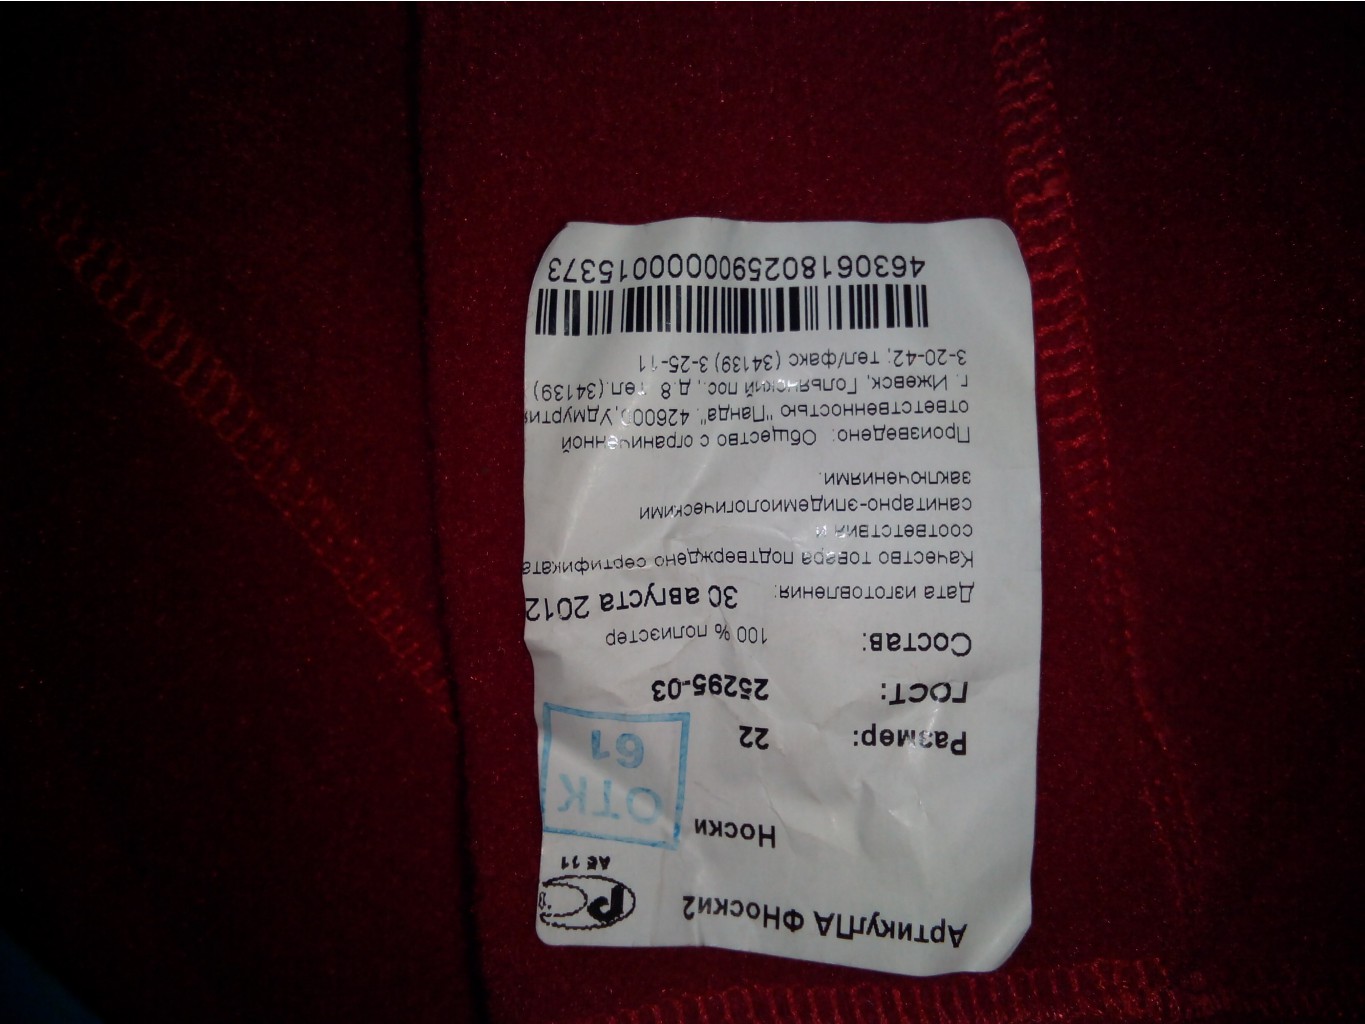 АртикулПА ФНоски2
АЕ 11
Носки
ОТК
61
Размер: 22
ГОСТ: 25295-03
Состав: 100 % полиэстер
Дата изготовления: 30 августа 2012
Качество товара подтверждено сертификата
соответствия и
санитарно-эпидемиологическими
заключениями.
Произведено: Общество с ограниченной
ответственностью "Панда", Удмуртия
г. Ижевск, Гольянский пос., д.8 тел.(34139)
3-20-42; тел/факс (34139) 3-25-11
4630618025900000015373